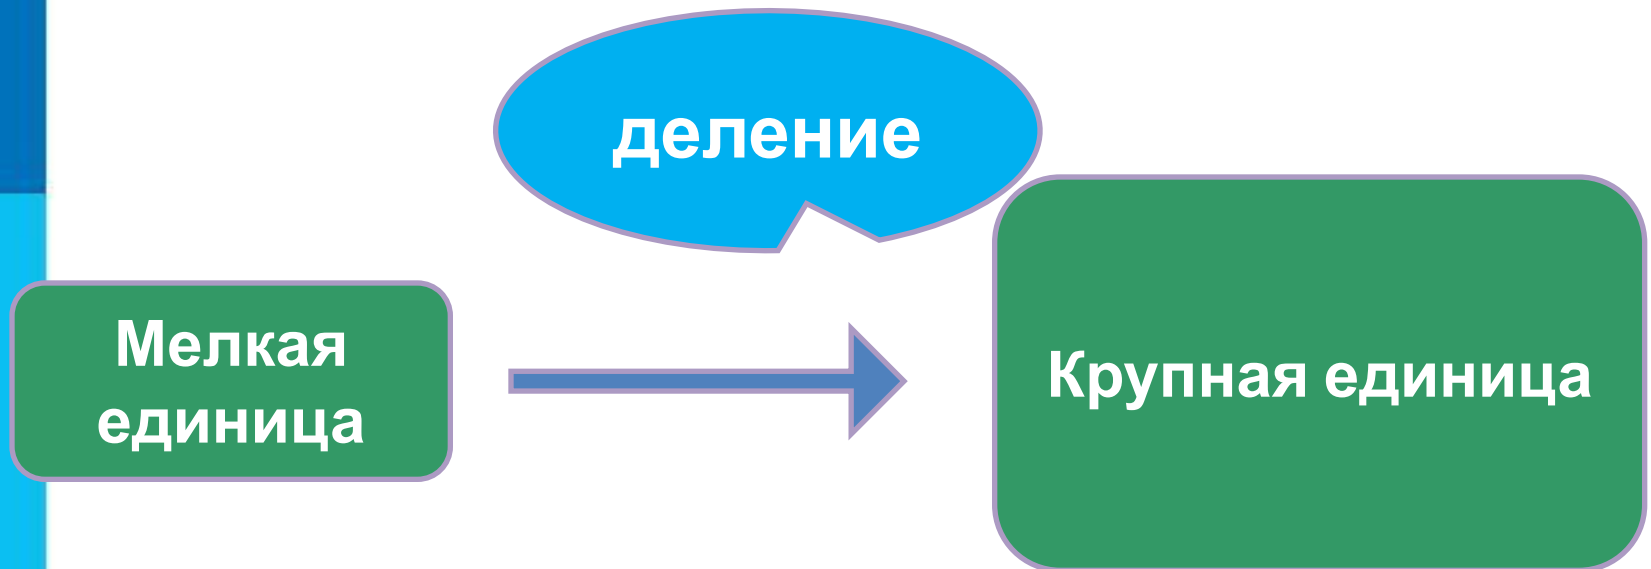 деление
Мелкая
единица
Крупная единица